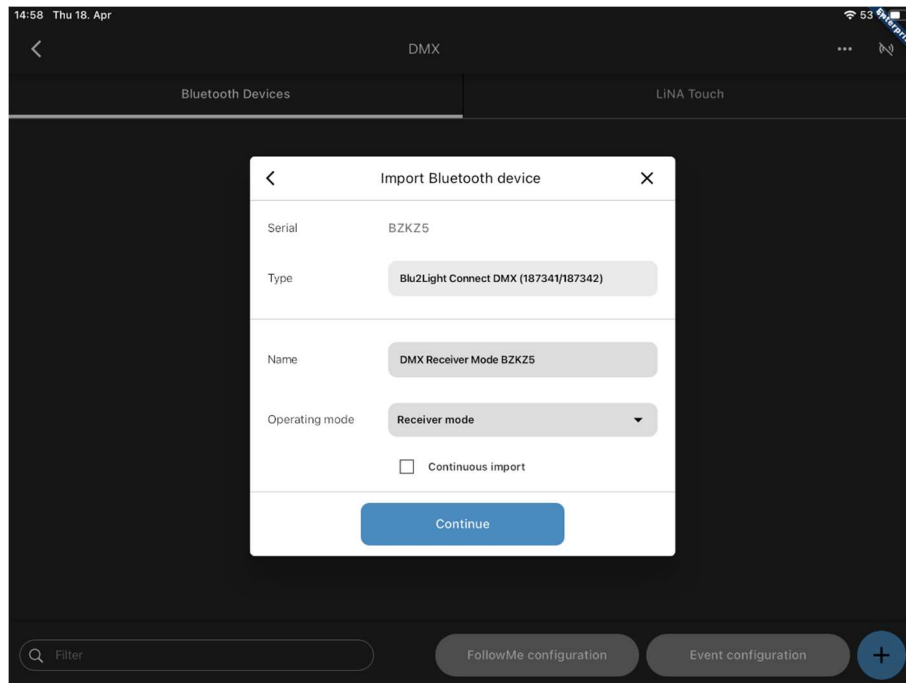 14:58 Thu 18. Apr
53
DMX
Bluetooth Devices
LiNA Touch
Import Bluetooth device
Serial
BZKZ5
Type
Blu2Light Connect DMX (187341/187342)
Name
DMX Receiver Mode BZKZ5
Operating mode
Receiver mode
Continuous import
Continue
Filter
FollowMe configuration
Event configuration